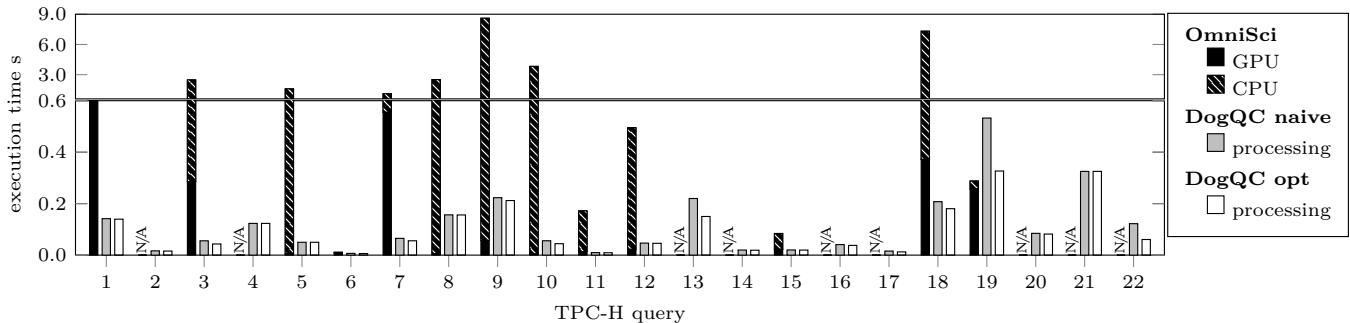 9.0
6.0
3.0
0.6
0.4
0.2
0.0
execution time s
N/A N/A N/A N/A N/A N/A N/A N/A N/A
1 2 3 4 5 6 7 8 9 10 11 12 13 14 15 16 17 18 19 20 21 22
TPC-H query
OmniSci
GPU
CPU
DogQC naive
processing
DogQC opt
processing